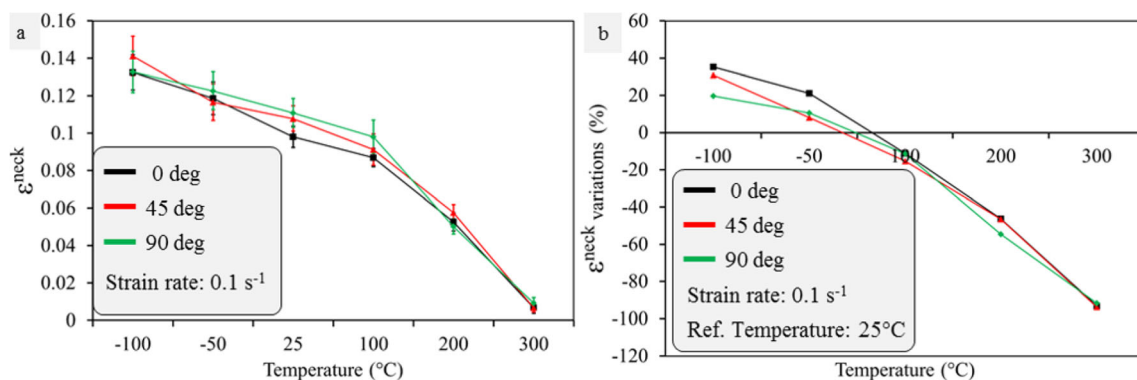 a
0.16
0.14
0.12
0.1
0.08
0.06
0.04
0.02
0
ε^neck
0 deg
45 deg
90 deg
Strain rate: 0.1 s⁻¹
-100
-50
25
100
200
300
Temperature (°C)
b
60
40
20
0
-20
-40
-60
-80
-100
-120
ε^neck variations (%)
-100
-50
100
200
300
0 deg
45 deg
90 deg
Strain rate: 0.1 s⁻¹
Ref. Temperature: 25°C
Temperature (°C)